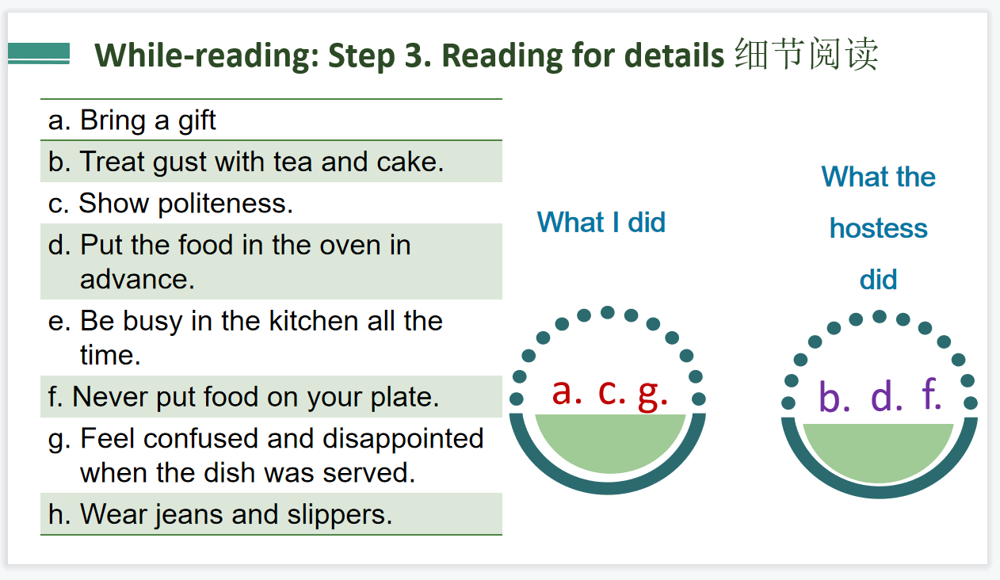 While-reading: Step 3. Reading for details 细节阅读
a. Bring a gift
b. Treat gust with tea and cake.
c. Show politeness.
d. Put the food in the oven in
advance.
e. Be busy in the kitchen all the
time.
f. Never put food on your plate.
g. Feel confused and disappointed
when the dish was served.
h. Wear jeans and slippers.
What I did
a. c. g.
What the
hostess
did
b. d. f.